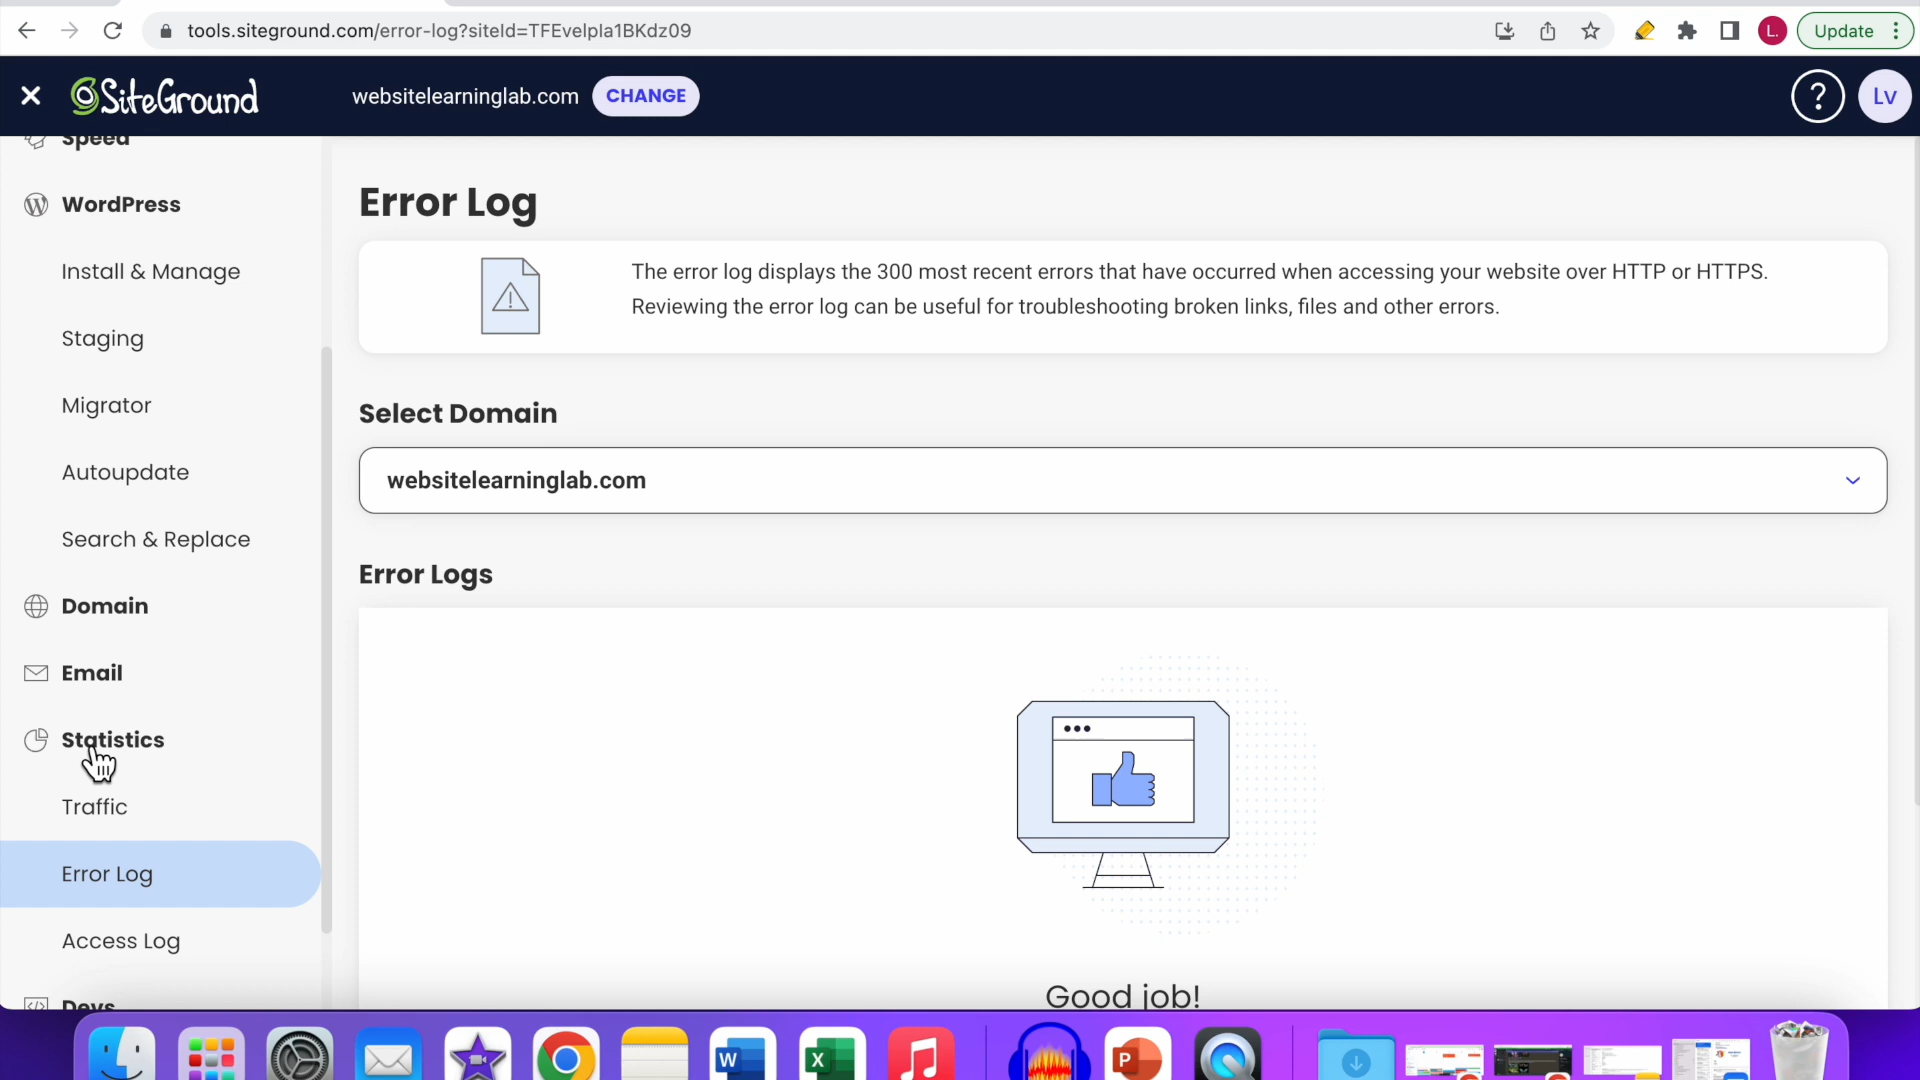 tools.siteground.com/error-log?siteId=TFEvelpIa1BKdz09
L.
Update
SiteGround
websitelearninglab.com
CHANGE
?
Lv
Speed
WordPress
Install & Manage
Staging
Migrator
Autoupdate
Search & Replace
Domain
Email
Statistics
Traffic
Error Log
Access Log
Devs
Error Log
The error log displays the 300 most recent errors that have occurred when accessing your website over HTTP or HTTPS.
Reviewing the error log can be useful for troubleshooting broken links, files and other errors.
Select Domain
websitelearninglab.com
Error Logs
Good job!
W
X
P